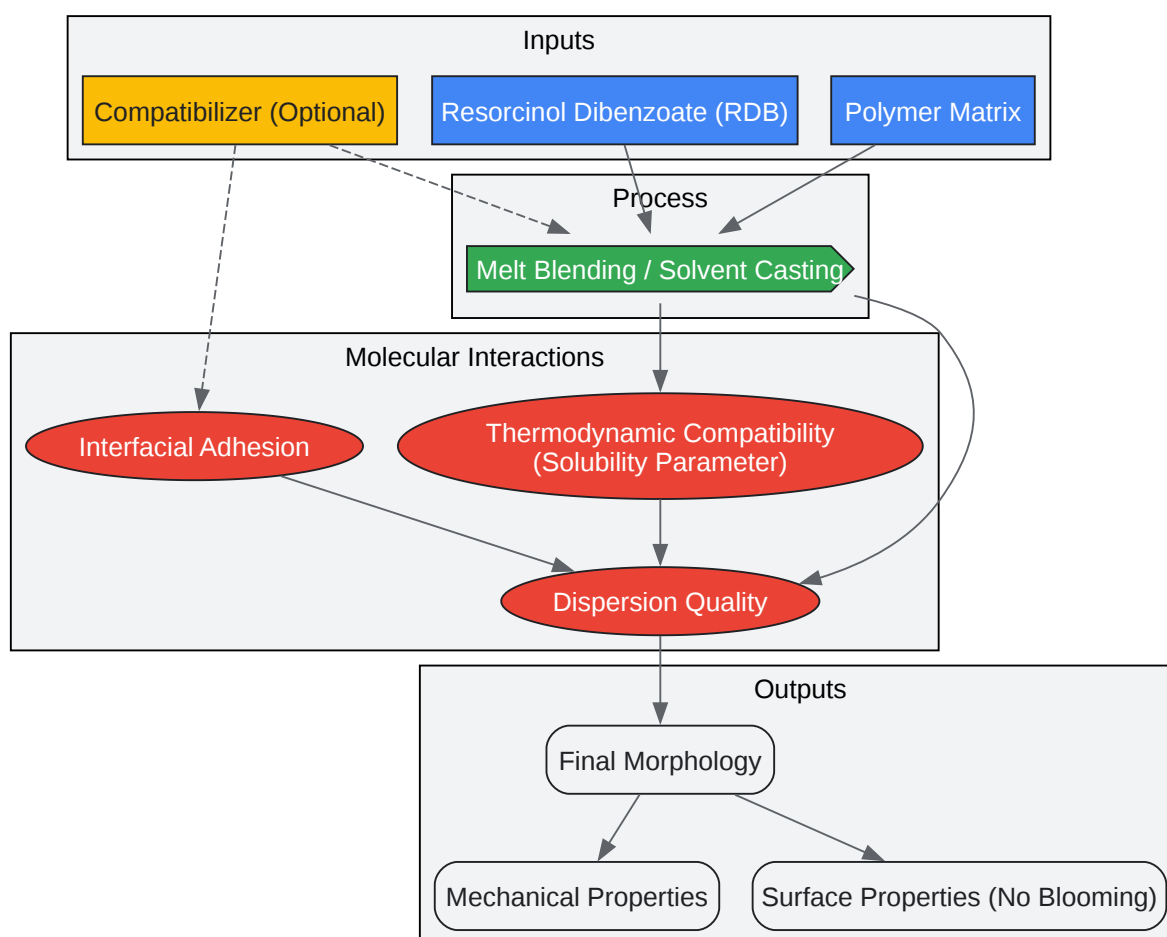 Inputs
Compatibilizer (Optional)
Resorcinol Dibenzoate (RDB)
Polymer Matrix
Process
Melt Blending / Solvent Casting
Molecular Interactions
Interfacial Adhesion
Thermodynamic Compatibility
(Solubility Parameter)
Dispersion Quality
Outputs
Final Morphology
Mechanical Properties
Surface Properties (No Blooming)